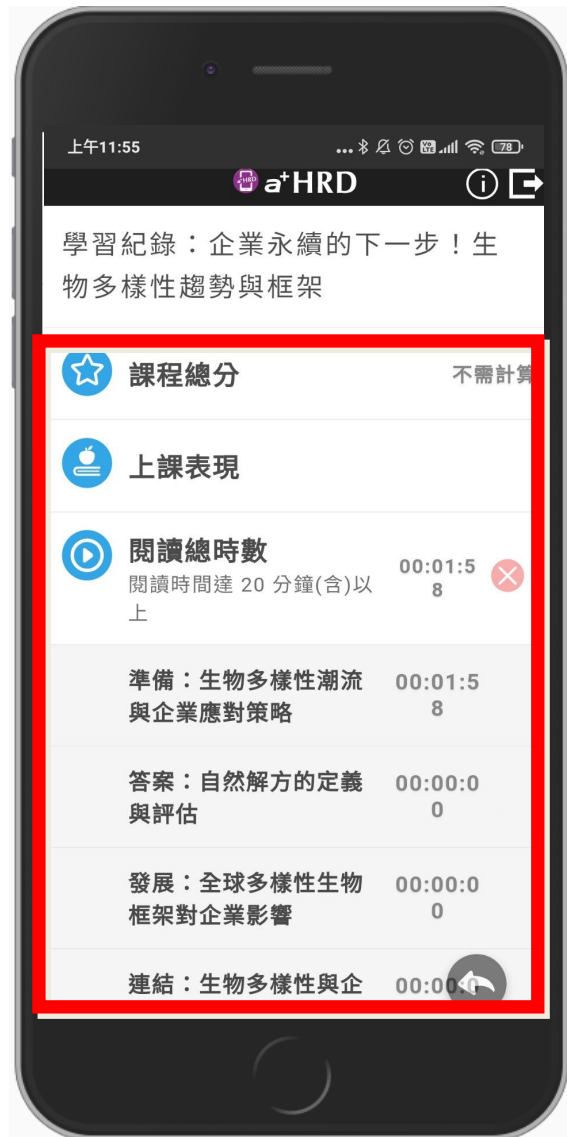 上午11:55
78
a+HRD
學習紀錄：企業永續的下一步！生
物多樣性趨勢與框架
課程總分
不需計算
上課表現
閱讀總時數
00:01:5
8
閱讀時間達 20 分鐘(含)以
上
準備：生物多樣性潮流
00:01:5
與企業應對策略
8
答案：自然解方的定義
00:00:0
與評估
0
發展：全球多樣性生物
00:00:0
框架對企業影響
0
連結：生物多樣性與企
00:00:0